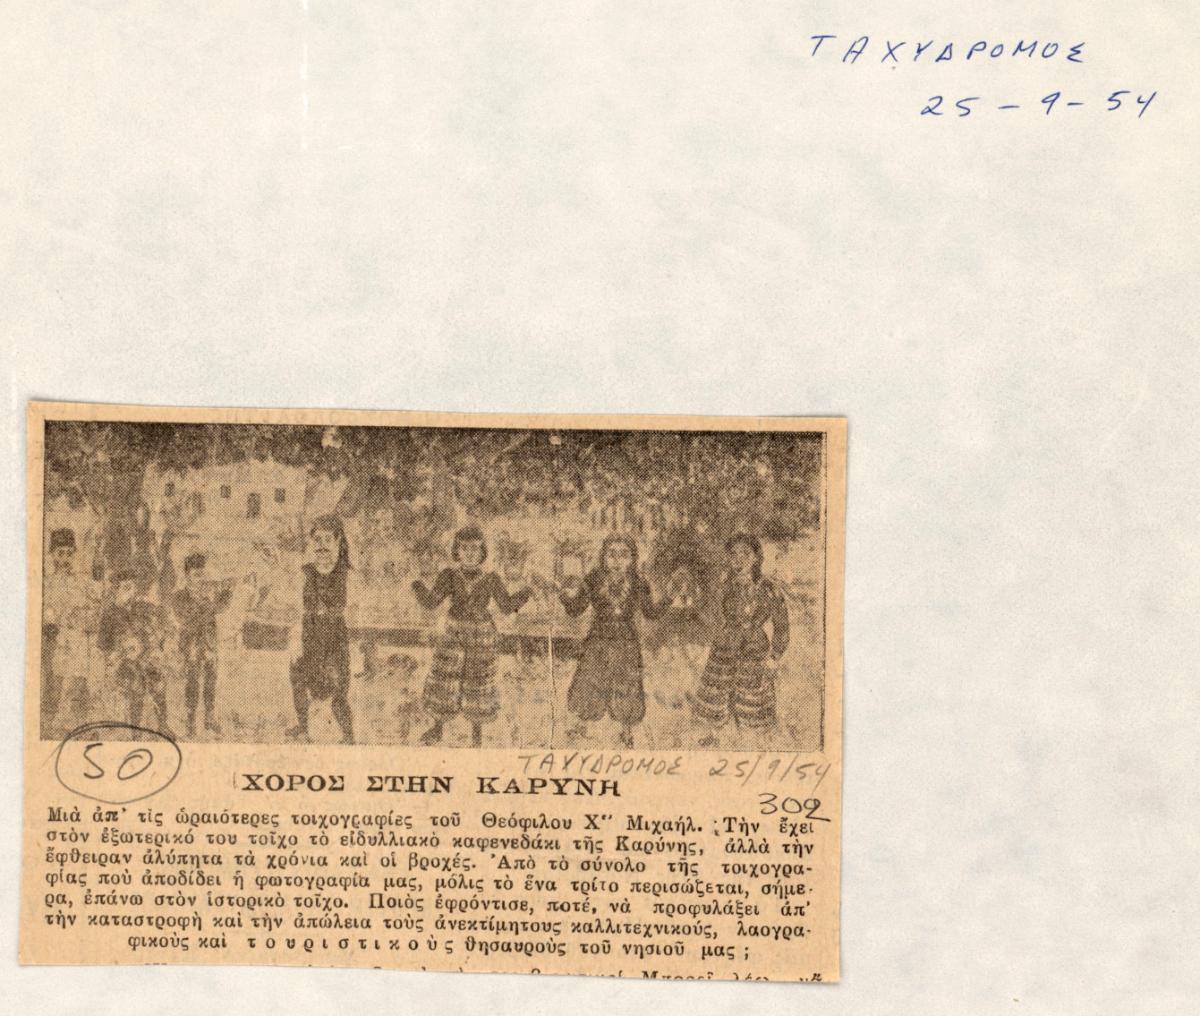 ΤΑΧΥΔΡΟΜΟΣ
25 - 9 - 54
50
ΤΑΧΥΔΡΟΜΟΣ 25/9/54
ΧΟΡΟΣ ΣΤΗΝ ΚΑΡΥΝΗ
302
Μιὰ ἀπ' τὶς ὡραιότερες τοιχογραφίες τοῦ Θεόφιλου Χ'' Μιχαήλ. Τὴν ἔχει
στὸν ἐξωτερικό του τοῖχο τὸ εἰδυλλιακὸ καφενεδάκι τῆς Καρύνης, ἀλλὰ τὴν
ἔφθειραν ἀλύπητα τὰ χρόνια καὶ οἱ βροχές. Ἀπὸ τὸ σύνολο τῆς τοιχογρα-
φίας ποὺ ἀποδίδει ἡ φωτογραφία μας, μόλις τὸ ἕνα τρίτο περισώζεται, σήμε-
ρα, ἐπάνω στὸν ἱστορικὸ τοῖχο. Ποιὸς ἐφρόντισε, ποτέ, νὰ προφυλάξει ἀπ'
τὴν καταστροφὴ καὶ τὴν ἀπώλεια τοὺς ἀνεκτίμητους καλλιτεχνικούς, λαογρα-
φικοὺς καὶ τουριστικοὺς θησαυροὺς τοῦ νησιοῦ μας ;